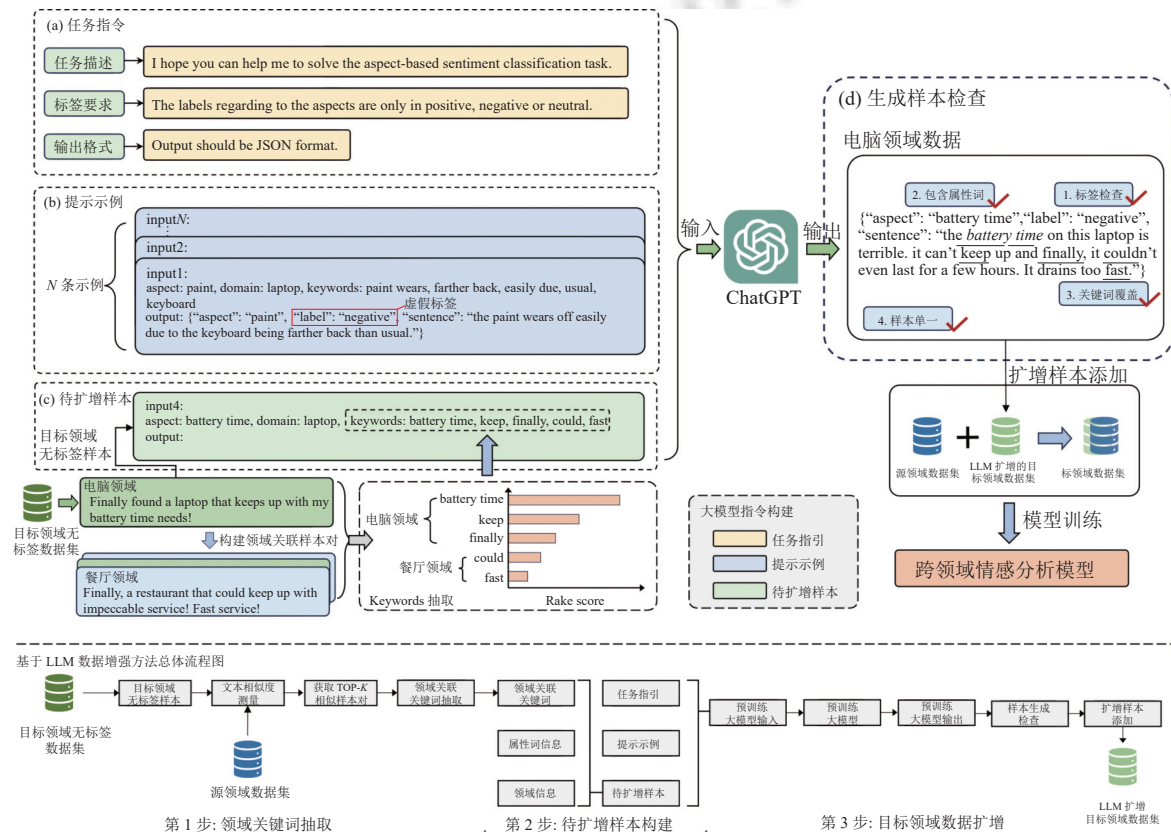 (a) 任务指令
任务描述
I hope you can help me to solve the aspect-based sentiment classification task.
标签要求
The labels regarding to the aspects are only in positive, negative or neutral.
输出格式
Output should be JSON format.
(b) 提示示例
N 条示例
inputN:
⋮
input2:
input1:
aspect: paint, domain: laptop, keywords: paint wears, farther back, easily due, usual,
keyboard
虚假标签
output: {“aspect”: “paint”, “label”: “negative”, “sentence”: “the paint wears off easily
due to the keyboard being farther back than usual.”}
(c) 待扩增样本
input4:
aspect: battery time, domain: laptop, keywords: battery time, keep, finally, could, fast
output:
目标领域
无标签样本
目标领域无
标签数据集
电脑领域
Finally found a laptop that keeps up with my
battery time needs!
构建领域关联样本对
餐厅领域
Finally, a restaurant that could keep up with
impeccable service! Fast service!
电脑领域
餐厅领域
battery time
keep
finally
could
fast
Keywords 抽取
Rake score
大模型指令构建
任务指引
提示示例
待扩增样本
输入
ChatGPT
输出
(d) 生成样本检查
电脑领域数据
2. 包含属性词
1. 标签检查
{“aspect”: “battery time”,“label”: “negative”,
“sentence”: “the battery time on this laptop is
terrible. it can’t keep up and finally, it couldn’t
even last for a few hours. It drains too fast.”}
3. 关键词覆盖
4. 样本单一
扩增样本添加
源领域数据集
LLM 扩增的目
标领域数据集
标领域数据集
模型训练
跨领域情感分析模型
基于 LLM 数据增强方法总体流程图
目标领域无标签
数据集
目标领域
无标签样本
文本相似度
测量
获取 TOP-K
相似样本对
领域关联
关键词抽取
领域关联
关键词
属性词信息
领域信息
任务指引
提示示例
待扩增样本
预训练
大模型输入
预训练
大模型
预训练
大模型输出
样本生成
检查
扩增样本
添加
源领域数据集
LLM 扩增
目标领域数据集
第 1 步: 领域关键词抽取
第 2 步: 待扩增样本构建
第 3 步: 目标领域数据扩增